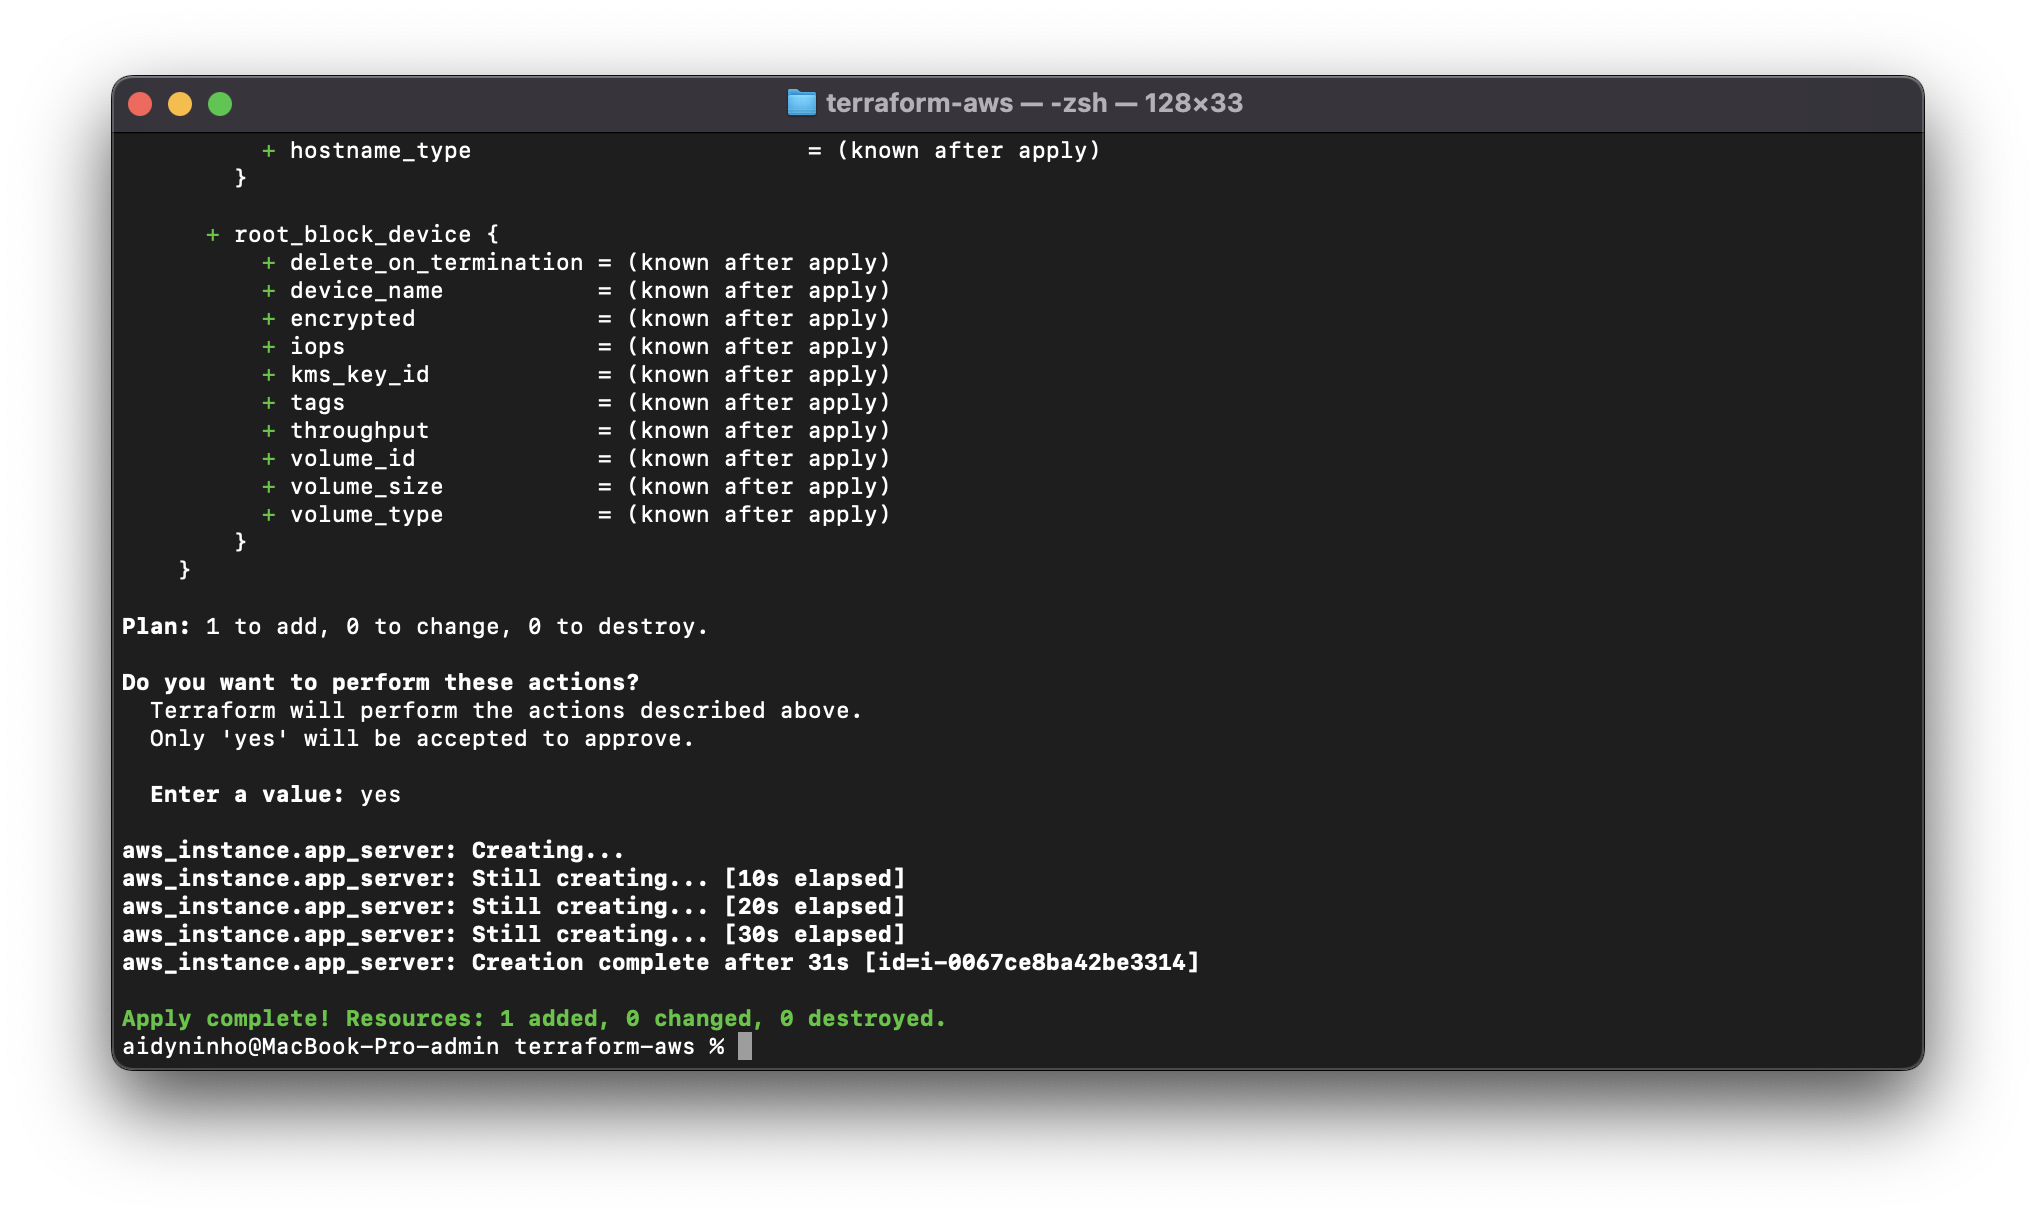 terraform-aws — -zsh — 128×33
+ hostname_type = (known after apply)
}
+ root_block_device {
+ delete_on_termination = (known after apply)
+ device_name = (known after apply)
+ encrypted = (known after apply)
+ iops = (known after apply)
+ kms_key_id = (known after apply)
+ tags = (known after apply)
+ throughput = (known after apply)
+ volume_id = (known after apply)
+ volume_size = (known after apply)
+ volume_type = (known after apply)
}
}
Plan: 1 to add, 0 to change, 0 to destroy.
Do you want to perform these actions?
Terraform will perform the actions described above.
Only 'yes' will be accepted to approve.
Enter a value: yes
aws_instance.app_server: Creating...
aws_instance.app_server: Still creating... [10s elapsed]
aws_instance.app_server: Still creating... [20s elapsed]
aws_instance.app_server: Still creating... [30s elapsed]
aws_instance.app_server: Creation complete after 31s [id=i-0067ce8ba42be3314]
Apply complete! Resources: 1 added, 0 changed, 0 destroyed.
aidyninho@MacBook-Pro-admin terraform-aws %